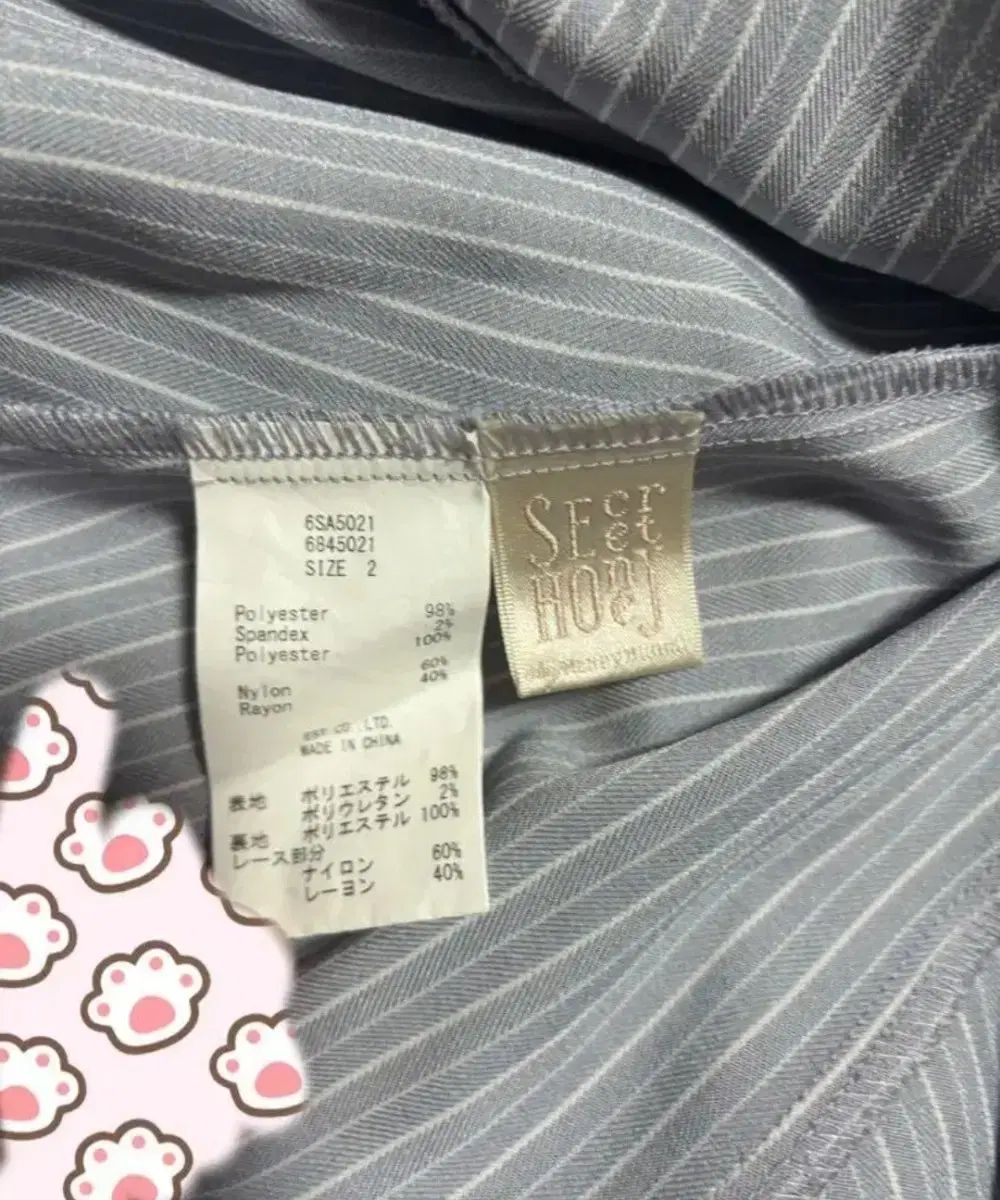 6SA5021
6845021
SIZE 2
Polyester 98%
Spandex 2%
Polyester 100%
Nylon 60%
Rayon 40%
CO.,LTD.
MADE IN CHINA
表地 ポリエステル 98%
ポリウレタン 2%
裏地 ポリエステル 100%
レース部分
ナイロン 60%
レーヨン 40%
SEcret
HOnEy